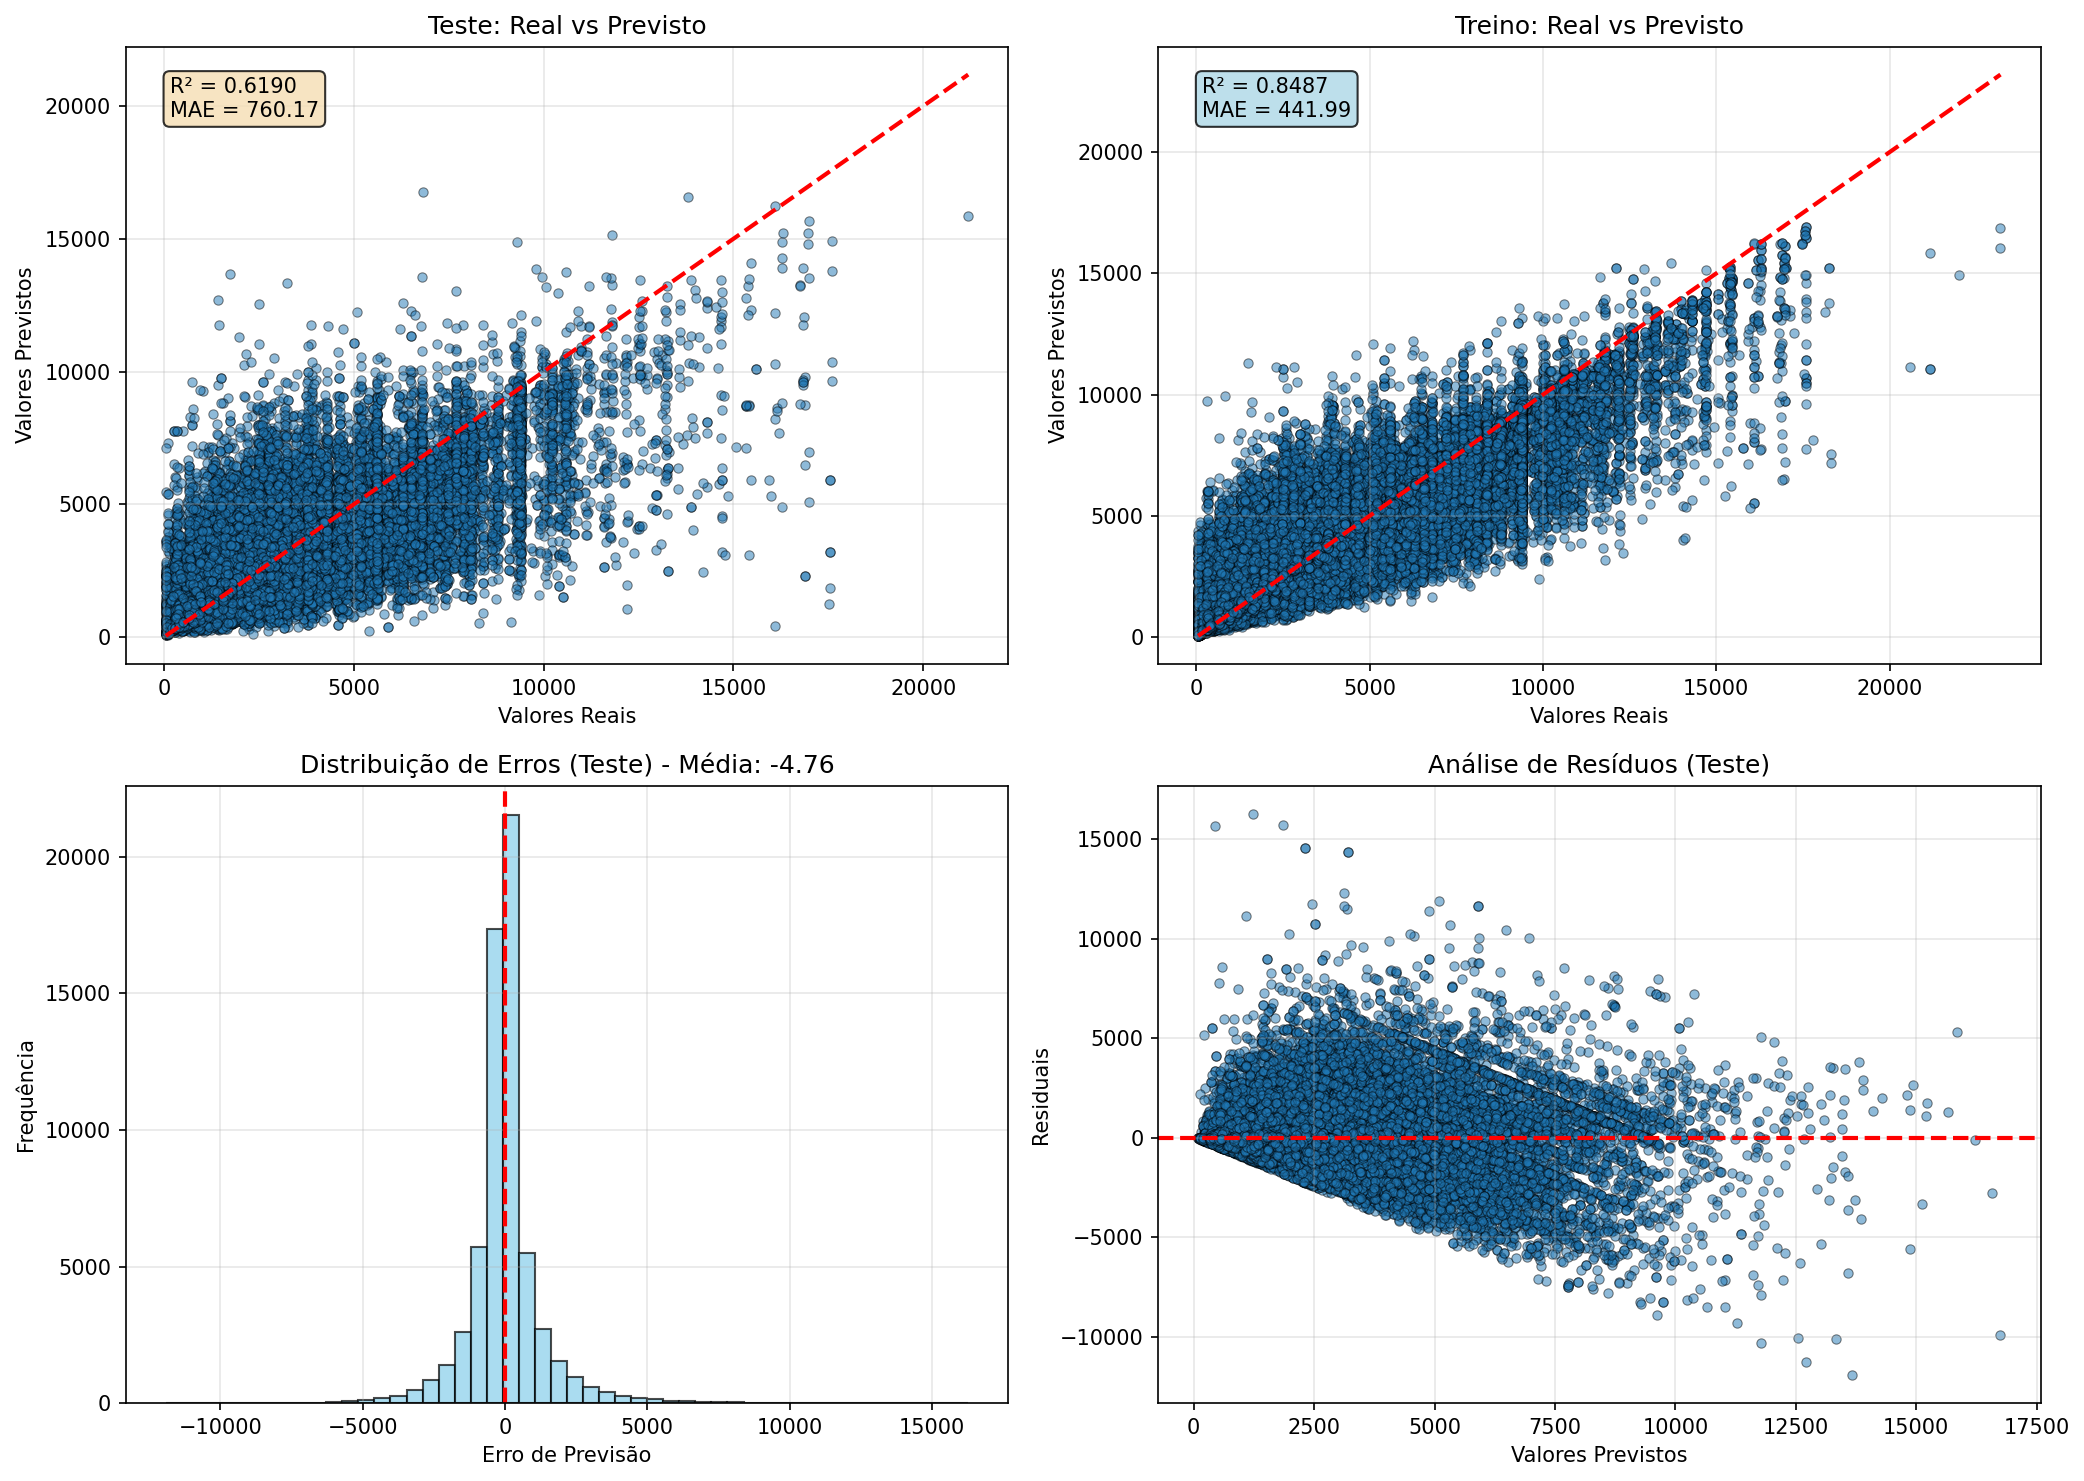 Teste: Real vs Previsto
R² = 0.6190
MAE = 760.17
Valores Previstos
20000
15000
10000
5000
0
0 5000 10000 15000 20000
Valores Reais
Treino: Real vs Previsto
R² = 0.8487
MAE = 441.99
Valores Previstos
20000
15000
10000
5000
0
0 5000 10000 15000 20000
Valores Reais
Distribuição de Erros (Teste) - Média: -4.76
Frequência
20000
15000
10000
5000
0
−10000 −5000 0 5000 10000 15000
Erro de Previsão
Análise de Resíduos (Teste)
Residuais
15000
10000
5000
0
−5000
−10000
0 2500 5000 7500 10000 12500 15000 17500
Valores Previstos